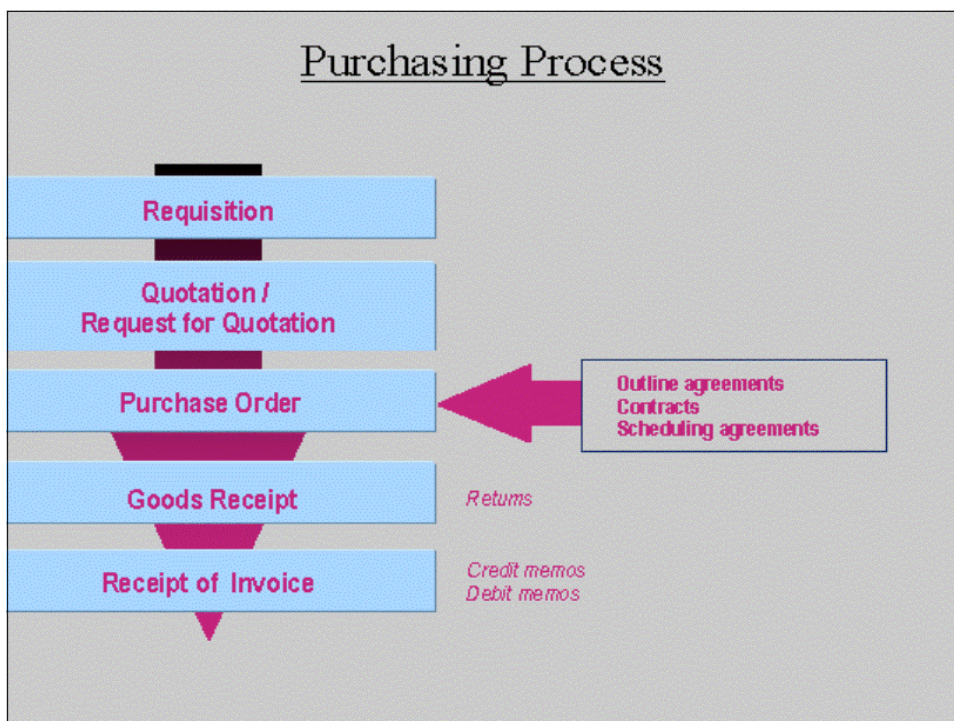 Purchasing Process
Requisition
Quotation /
Request for Quotation
Purchase Order
Outline agreements
Contracts
Scheduling agreements
Goods Receipt
Returns
Receipt of Invoice
Credit memos
Debit memos